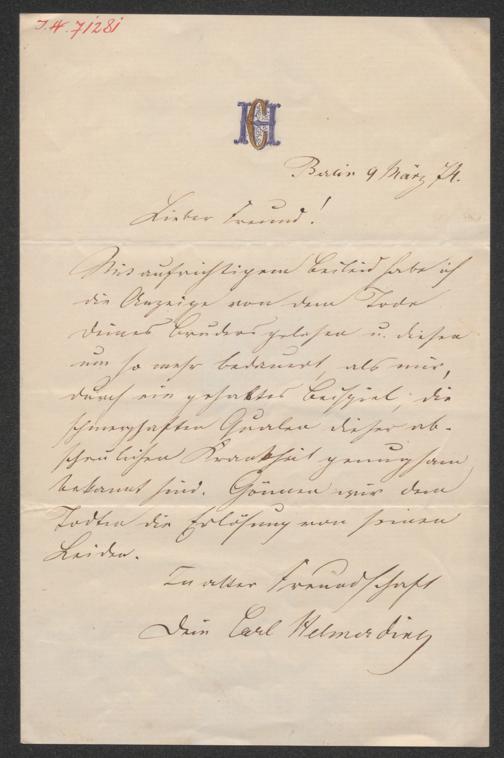 I.N. 71281
CH
Berlin 9 März 74.
Lieber Freund!
Mit aufrichtigem Beileid habe ich
die Anzeige von dem Tode
Deines Bruders gelesen u. diesen
um so mehr bedauert, als mir,
durch ein gehabtes Beispiel, die
schmerzhaften Qualen dieser ab-
scheulichen Krankheit genugsam
bekannt sind. Gönnen wir dem
Todten die Erlösung von seinen
Leiden.
In alter Freundschaft
Dein Carl Helmerding